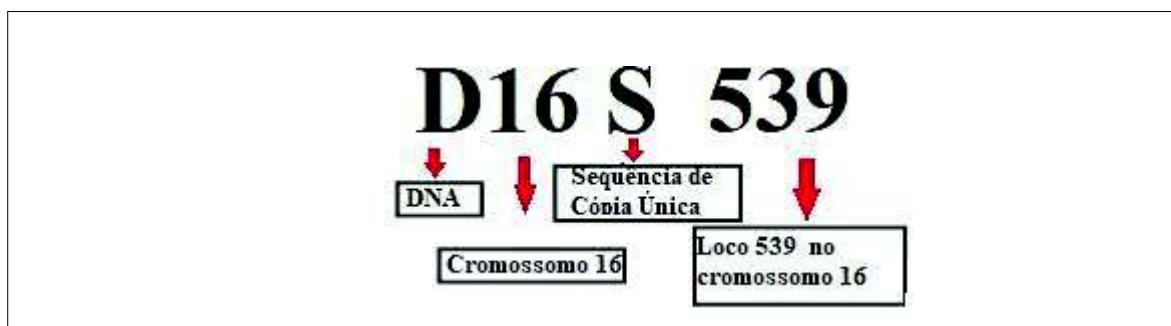 D16 S 539
DNA
Cromossomo 16
Sequência de
Cópia Única
Loco 539 no
cromossomo 16